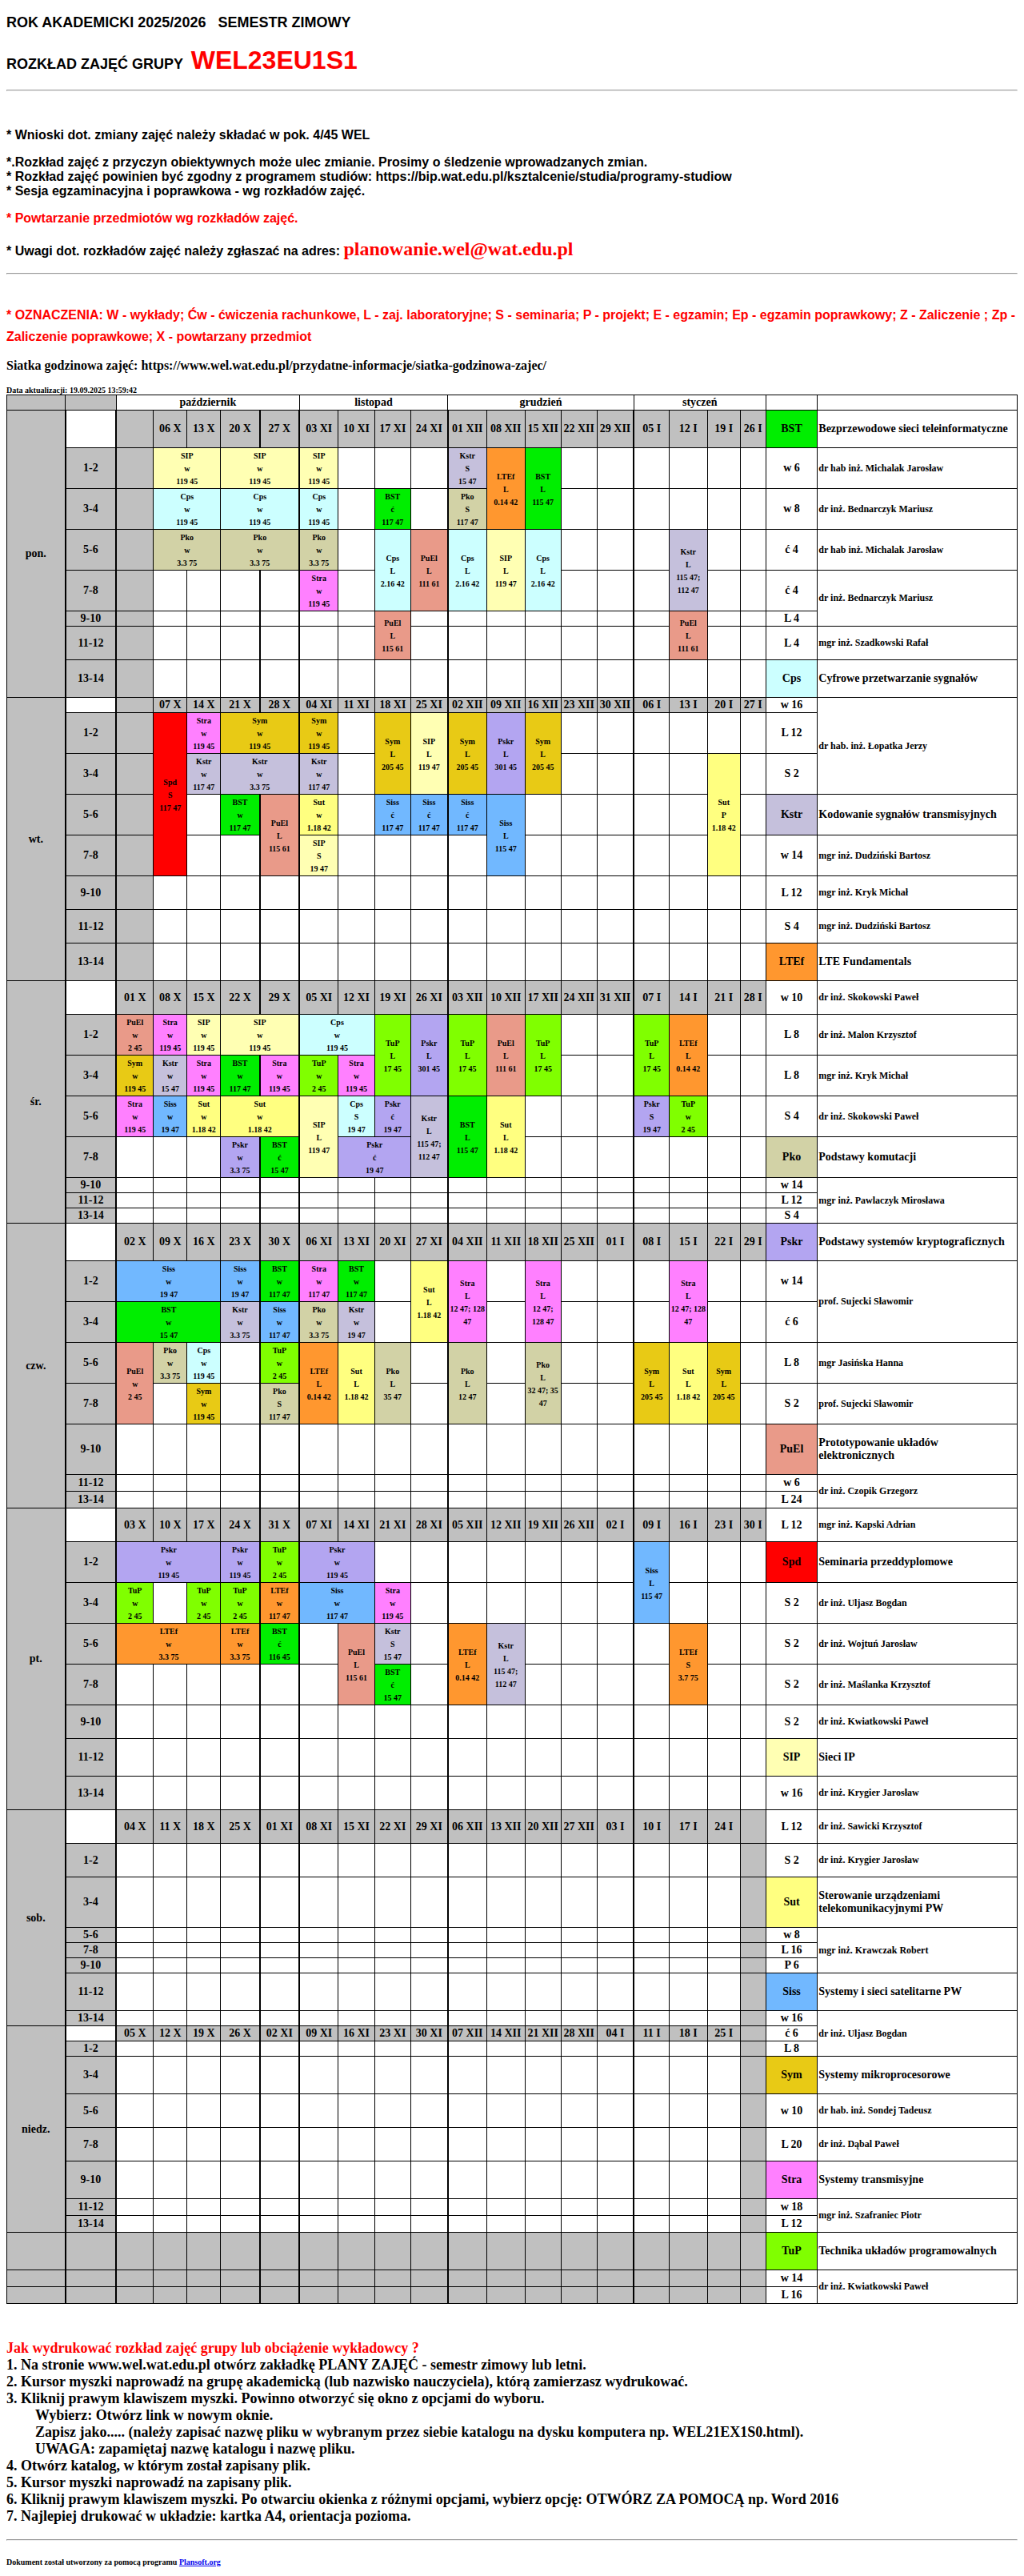 ROK AKADEMICKI 2025/2026 SEMESTR ZIMOWY
ROZKŁAD ZAJĘĆ GRUPY WEL23EU1S1
* Wnioski dot. zmiany zajęć należy składać w pok. 4/45 WEL
*.Rozkład zajęć z przyczyn obiektywnych może ulec zmianie. Prosimy o śledzenie wprowadzanych zmian.
* Rozkład zajęć powinien być zgodny z programem studiów: https://bip.wat.edu.pl/ksztalcenie/studia/programy-studiow
* Sesja egzaminacyjna i poprawkowa - wg rozkładów zajęć.
* Powtarzanie przedmiotów wg rozkładów zajęć.
* Uwagi dot. rozkładów zajęć należy zgłaszać na adres: planowanie.wel@wat.edu.pl
* OZNACZENIA: W - wykłady; Ćw - ćwiczenia rachunkowe, L - zaj. laboratoryjne; S - seminaria; P - projekt; E - egzamin; Ep - egzamin poprawkowy; Z - Zaliczenie ; Zp -
Zaliczenie poprawkowe; X - powtarzany przedmiot
Siatka godzinowa zajęć: https://www.wel.wat.edu.pl/przydatne-informacje/siatka-godzinowa-zajec/
Data aktualizacji: 19.09.2025 13:59:42
październik listopad grudzień styczeń
pon. 06 X 13 X 20 X 27 X 03 XI 10 XI 17 XI 24 XI 01 XII 08 XII 15 XII 22 XII 29 XII 05 I 12 I 19 I 26 I BST Bezprzewodowe sieci teleinformatyczne
1-2 SIP w 119 45 SIP w 119 45 SIP w 119 45 Kstr S 15 47 LTEf L 0.14 42 BST L 115 47 w 6 dr hab inż. Michalak Jarosław
3-4 Cps w 119 45 Cps w 119 45 Cps w 119 45 BST ć 117 47 Pko S 117 47 w 8 dr inż. Bednarczyk Mariusz
5-6 Pko w 3.3 75 Pko w 3.3 75 Pko w 3.3 75 Cps L 2.16 42 PuEl L 111 61 Cps L 2.16 42 SIP L 119 47 Cps L 2.16 42 Kstr L 115 47; 112 47 ć 4 dr hab inż. Michalak Jarosław
7-8 Stra w 119 45 ć 4 dr inż. Bednarczyk Mariusz
9-10 PuEl L 115 61 PuEl L 111 61 L 4
11-12 L 4 mgr inż. Szadkowski Rafał
13-14 Cps Cyfrowe przetwarzanie sygnałów
wt. 07 X 14 X 21 X 28 X 04 XI 11 XI 18 XI 25 XI 02 XII 09 XII 16 XII 23 XII 30 XII 06 I 13 I 20 I 27 I w 16 dr hab. inż. Łopatka Jerzy
1-2 Spd S 117 47 Stra w 119 45 Sym w 119 45 Sym w 119 45 Sym L 205 45 SIP L 119 47 Sym L 205 45 Pskr L 301 45 Sym L 205 45 L 12
3-4 Kstr w 117 47 Kstr w 3.3 75 Kstr w 117 47 Sut P 1.18 42 S 2
5-6 BST w 117 47 PuEl L 115 61 Sut w 1.18 42 Siss ć 117 47 Siss ć 117 47 Siss ć 117 47 Siss L 115 47 Kstr Kodowanie sygnałów transmisyjnych
7-8 SIP S 19 47 w 14 mgr inż. Dudziński Bartosz
9-10 L 12 mgr inż. Kryk Michał
11-12 S 4 mgr inż. Dudziński Bartosz
13-14 LTEf LTE Fundamentals
śr. 01 X 08 X 15 X 22 X 29 X 05 XI 12 XI 19 XI 26 XI 03 XII 10 XII 17 XII 24 XII 31 XII 07 I 14 I 21 I 28 I w 10 dr inż. Skokowski Paweł
1-2 PuEl w 2 45 Stra w 119 45 SIP w 119 45 SIP w 119 45 Cps w 119 45 TuP L 17 45 Pskr L 301 45 TuP L 17 45 PuEl L 111 61 TuP L 17 45 TuP L 17 45 LTEf L 0.14 42 L 8 dr inż. Malon Krzysztof
3-4 Sym w 119 45 Kstr w 15 47 Stra w 119 45 BST w 117 47 Stra w 119 45 TuP w 2 45 Stra w 119 45 L 8 mgr inż. Kryk Michał
5-6 Stra w 119 45 Siss w 19 47 Sut w 1.18 42 Sut w 1.18 42 SIP L 119 47 Cps S 19 47 Pskr ć 19 47 Kstr L 115 47; 112 47 BST L 115 47 Sut L 1.18 42 Pskr S 19 47 TuP w 2 45 S 4 dr inż. Skokowski Paweł
7-8 Pskr w 3.3 75 BST ć 15 47 Pskr ć 19 47 Pko Podstawy komutacji
9-10 w 14 mgr inż. Pawlaczyk Mirosława
11-12 L 12
13-14 S 4
czw. 02 X 09 X 16 X 23 X 30 X 06 XI 13 XI 20 XI 27 XI 04 XII 11 XII 18 XII 25 XII 01 I 08 I 15 I 22 I 29 I Pskr Podstawy systemów kryptograficznych
1-2 Siss w 19 47 Siss w 19 47 BST w 117 47 Stra w 117 47 BST w 117 47 Sut L 1.18 42 Stra L 12 47; 128 47 Stra L 12 47; 128 47 Stra L 12 47; 128 47 w 14 prof. Sujecki Sławomir
3-4 BST w 15 47 Kstr w 3.3 75 Siss w 117 47 Pko w 3.3 75 Kstr w 19 47 ć 6
5-6 PuEl w 2 45 Pko w 3.3 75 Cps w 119 45 TuP w 2 45 LTEf L 0.14 42 Sut L 1.18 42 Pko L 35 47 Pko L 12 47 Pko L 32 47; 35 47 Sym L 205 45 Sut L 1.18 42 Sym L 205 45 L 8 mgr Jasińska Hanna
7-8 Sym w 119 45 Pko S 117 47 S 2 prof. Sujecki Sławomir
9-10 PuEl Prototypowanie układów elektronicznych
11-12 w 6 dr inż. Czopik Grzegorz
13-14 L 24
pt. 03 X 10 X 17 X 24 X 31 X 07 XI 14 XI 21 XI 28 XI 05 XII 12 XII 19 XII 26 XII 02 I 09 I 16 I 23 I 30 I L 12 mgr inż. Kapski Adrian
1-2 Pskr w 119 45 Pskr w 119 45 TuP w 2 45 Pskr w 119 45 Siss L 115 47 Spd Seminaria przeddyplomowe
3-4 TuP w 2 45 TuP w 2 45 TuP w 2 45 LTEf w 117 47 Siss w 117 47 Stra w 119 45 S 2 dr inż. Uljasz Bogdan
5-6 LTEf w 3.3 75 LTEf w 3.3 75 BST ć 116 45 PuEl L 115 61 Kstr S 15 47 LTEf L 0.14 42 Kstr L 115 47; 112 47 LTEf S 3.7 75 S 2 dr inż. Wojtuń Jarosław
7-8 BST ć 15 47 S 2 dr inż. Maślanka Krzysztof
9-10 S 2 dr inż. Kwiatkowski Paweł
11-12 SIP Sieci IP
13-14 w 16 dr inż. Krygier Jarosław
sob. 04 X 11 X 18 X 25 X 01 XI 08 XI 15 XI 22 XI 29 XI 06 XII 13 XII 20 XII 27 XII 03 I 10 I 17 I 24 I L 12 dr inż. Sawicki Krzysztof
1-2 S 2 dr inż. Krygier Jarosław
3-4 Sut Sterowanie urządzeniami telekomunikacyjnymi PW
5-6 w 8 mgr inż. Krawczak Robert
7-8 L 16
9-10 P 6
11-12 Siss Systemy i sieci satelitarne PW
13-14 w 16 dr inż. Uljasz Bogdan
niedz. 05 X 12 X 19 X 26 X 02 XI 09 XI 16 XI 23 XI 30 XI 07 XII 14 XII 21 XII 28 XII 04 I 11 I 18 I 25 I ć 6
1-2 L 8
3-4 Sym Systemy mikroprocesorowe
5-6 w 10 dr hab. inż. Sondej Tadeusz
7-8 L 20 dr inż. Dąbal Paweł
9-10 Stra Systemy transmisyjne
11-12 w 18 mgr inż. Szafraniec Piotr
13-14 L 12
TuP Technika układów programowalnych
w 14 dr inż. Kwiatkowski Paweł
L 16
Jak wydrukować rozkład zajęć grupy lub obciążenie wykładowcy ?
1. Na stronie www.wel.wat.edu.pl otwórz zakładkę PLANY ZAJĘĆ - semestr zimowy lub letni.
2. Kursor myszki naprowadź na grupę akademicką (lub nazwisko nauczyciela), którą zamierzasz wydrukować.
3. Kliknij prawym klawiszem myszki. Powinno otworzyć się okno z opcjami do wyboru.
Wybierz: Otwórz link w nowym oknie.
Zapisz jako..... (należy zapisać nazwę pliku w wybranym przez siebie katalogu na dysku komputera np. WEL21EX1S0.html).
UWAGA: zapamiętaj nazwę katalogu i nazwę pliku.
4. Otwórz katalog, w którym został zapisany plik.
5. Kursor myszki naprowadź na zapisany plik.
6. Kliknij prawym klawiszem myszki. Po otwarciu okienka z różnymi opcjami, wybierz opcję: OTWÓRZ ZA POMOCĄ np. Word 2016
7. Najlepiej drukować w układzie: kartka A4, orientacja pozioma.
Dokument został utworzony za pomocą programu Plansoft.org